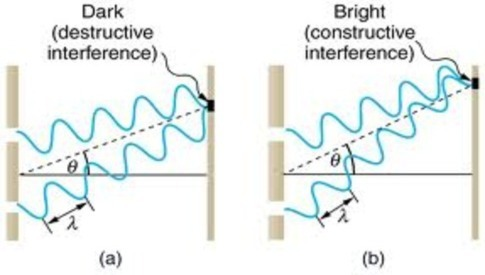 Dark
(destructive
interference)
θ
λ
(a)
Bright
(constructive
interference)
θ
λ
(b)